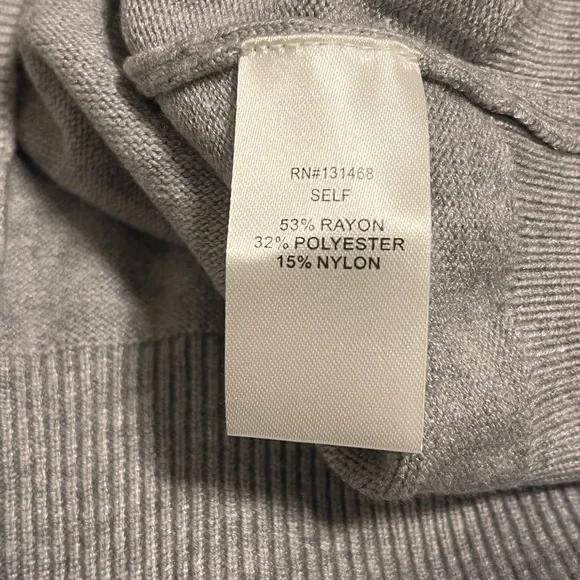 RN#131468
SELF
53% RAYON
32% POLYESTER
15% NYLON